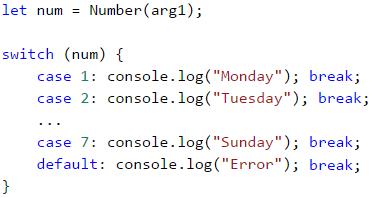 let num = Number(arg1);
switch (num) {
case 1: console.log("Monday"); break;
case 2: console.log("Tuesday"); break;
...
case 7: console.log("Sunday"); break;
default: console.log("Error"); break;
}